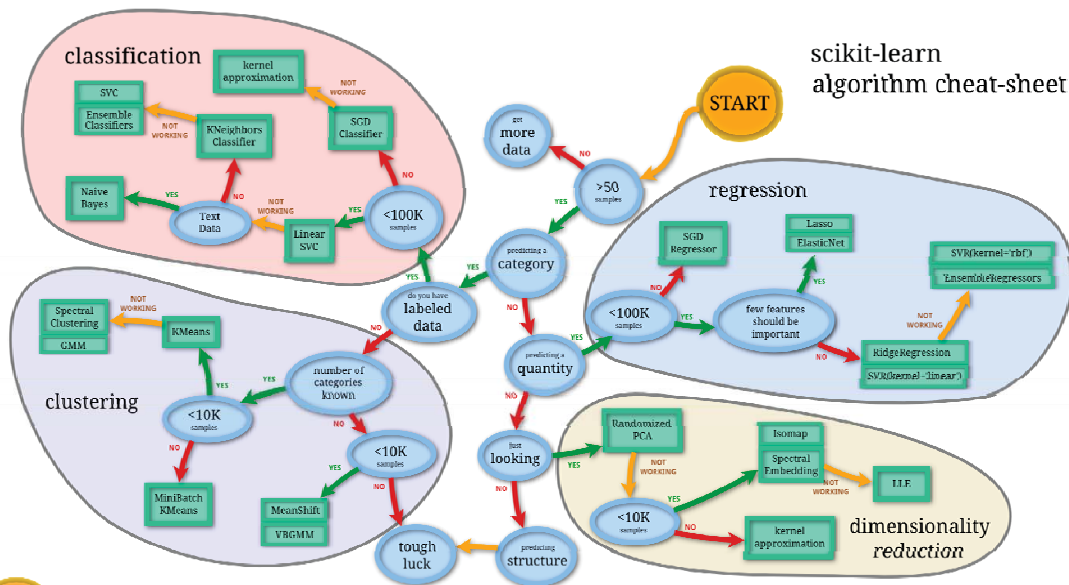 scikit-learn
algorithm cheat-sheet
START
classification
kernel
approximation
NOT
WORKING
SVC
Ensemble
Classifiers
NOT
WORKING
KNeighbors
Classifier
SGD
Classifier
NO
Naive
Bayes
YES
Text
Data
NO
NOT
WORKING
Linear
SVC
YES
<100K
samples
get
more
data
NO
>50
samples
YES
predicting a
category
YES
do you have
labeled
data
YES
NO
NO
predicting a
quantity
YES
NO
just
looking
YES
NO
predicting
structure
tough
luck
regression
SGD
Regressor
NO
<100K
samples
YES
Lasso
ElasticNet
YES
few features
should be
important
NO
SVR(kernel='rbf')
EnsembleRegressors
NOT
WORKING
RidgeRegression
SVR(kernel='linear')
clustering
Spectral
Clustering
GMM
NOT
WORKING
KMeans
YES
<10K
samples
YES
number of
categories
known
NO
NO
MiniBatch
KMeans
<10K
samples
YES
NO
MeanShift
VBGMM
Randomized
PCA
NOT
WORKING
<10K
samples
YES
Isomap
Spectral
Embedding
NOT
WORKING
LLE
NO
kernel
approximation
dimensionality
reduction